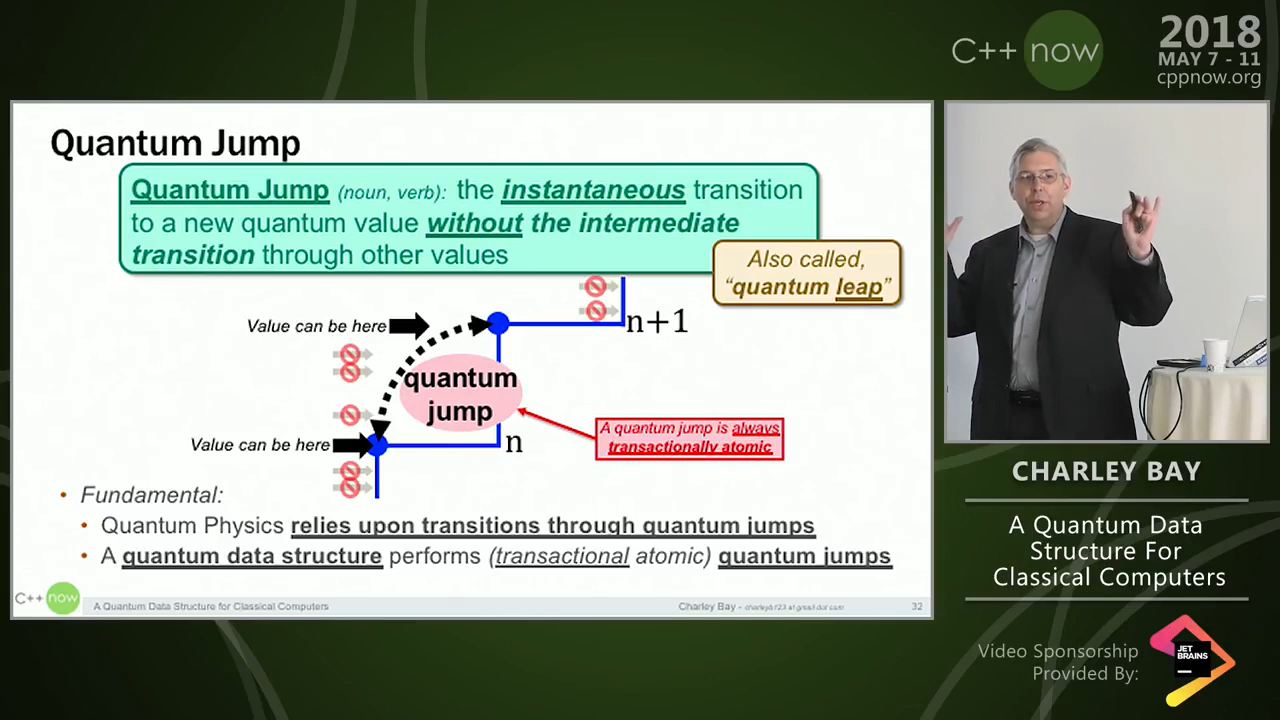 C++ now
2018
MAY 7 - 11
cppnow.org
Quantum Jump
Quantum Jump (noun, verb): the instantaneous transition
to a new quantum value without the intermediate
transition through other values
Also called,
“quantum leap”
Value can be here
n+1
quantum
jump
Value can be here
n
A quantum jump is always
transactionally atomic
• Fundamental:
• Quantum Physics relies upon transitions through quantum jumps
• A quantum data structure performs (transactional atomic) quantum jumps
C++ now
A Quantum Data Structure for Classical Computers
Charley Bay -
32
CHARLEY BAY
A Quantum Data
Structure For
Classical Computers
Video Sponsorship
Provided By:
JET
BRAINS